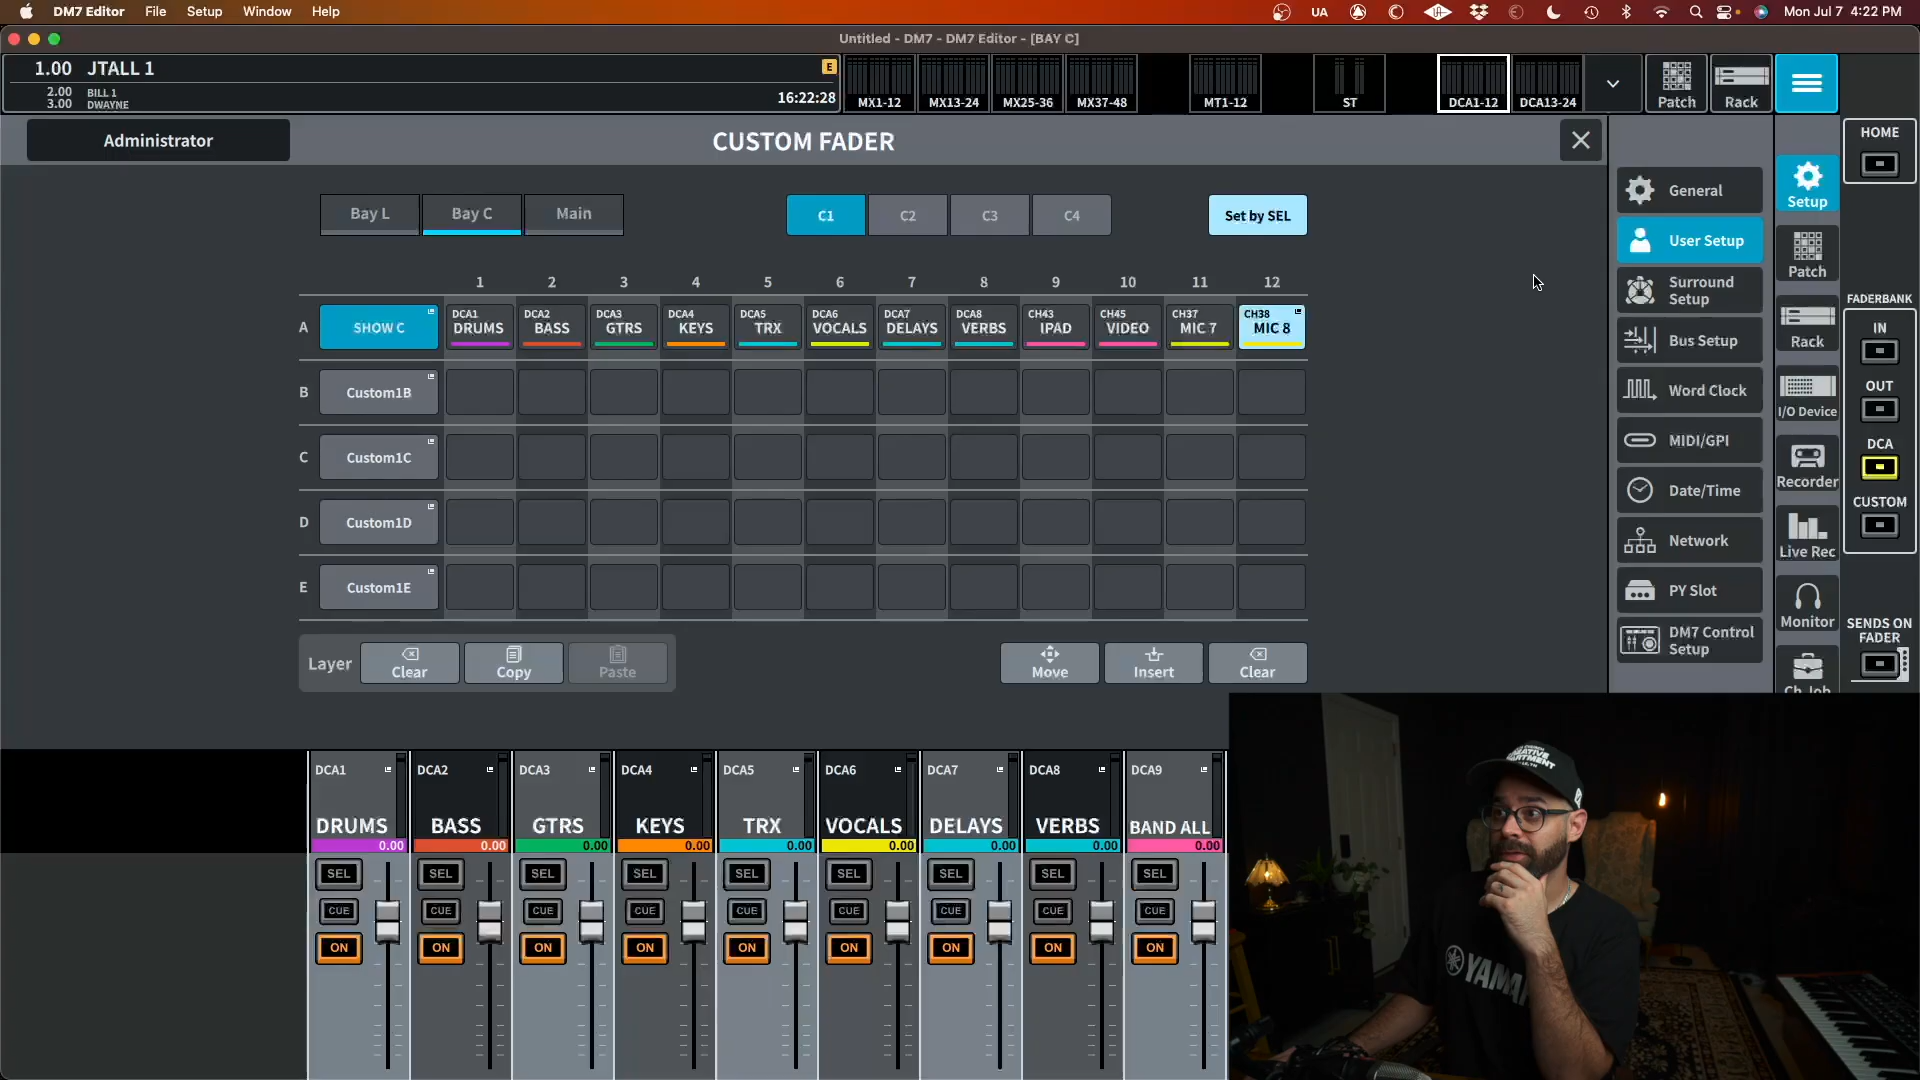 DM7 Editor File Setup Window Help
UA
Mon Jul 7 4:22 PM
Untitled - DM7 - DM7 Editor - [BAY C]
1.00 JTALL 1 E
2.00 BILL 1
3.00 DWAYNE
16:22:28
MX1-12 MX13-24 MX25-36 MX37-48 MT1-12 ST DCA1-12 DCA13-24 Patch Rack
Administrator
CUSTOM FADER
HOME
Bay L Bay C Main C1 C2 C3 C4 Set by SEL
1 2 3 4 5 6 7 8 9 10 11 12
A SHOW C
DCA1 DRUMS
DCA2 BASS
DCA3 GTRS
DCA4 KEYS
DCA5 TRX
DCA6 VOCALS
DCA7 DELAYS
DCA8 VERBS
CH43 IPAD
CH45 VIDEO
CH37 MIC 7
CH38 MIC 8
B Custom1B
C Custom1C
D Custom1D
E Custom1E
Layer Clear Copy Paste Move Insert Clear
General
User Setup
Surround
Setup
Bus Setup
Word Clock
MIDI/GPI
Date/Time
Network
PY Slot
DM7 Control
Setup
Setup
Patch
Rack
I/O Device
Recorder
Live Rec
Monitor
Ch Job
FADERBANK
IN
OUT
DCA
CUSTOM
SENDS ON
FADER
DCA1 DCA2 DCA3 DCA4 DCA5 DCA6 DCA7 DCA8 DCA9
DRUMS BASS GTRS KEYS TRX VOCALS DELAYS VERBS BAND ALL
0.00 0.00 0.00 0.00 0.00 0.00 0.00 0.00 0.00
SEL SEL SEL SEL SEL SEL SEL SEL SEL
CUE CUE CUE CUE CUE CUE CUE CUE CUE
ON ON ON ON ON ON ON ON ON